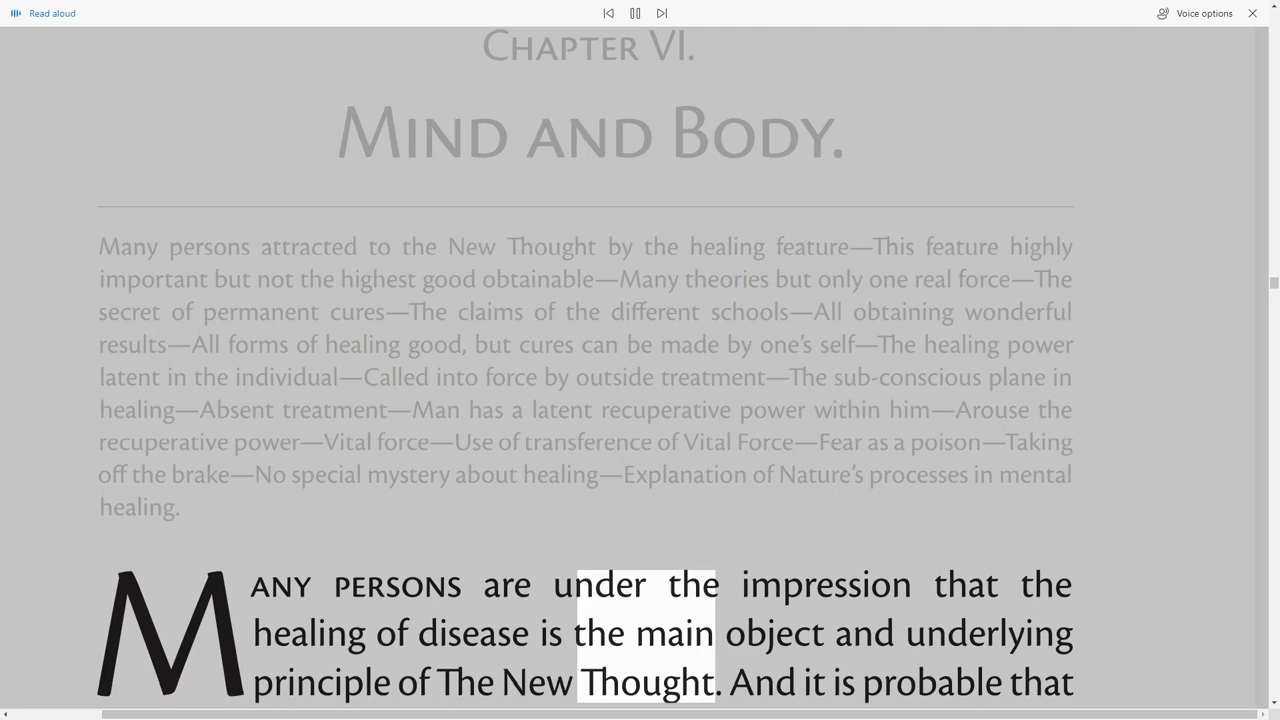 Read aloud
Voice options
Chapter VI.
Mind and Body.
Many persons attracted to the New Thought by the healing feature—This feature highly
important but not the highest good obtainable—Many theories but only one real force—The
secret of permanent cures—The claims of the different schools—All obtaining wonderful
results—All forms of healing good, but cures can be made by one’s self—The healing power
latent in the individual—Called into force by outside treatment—The sub-conscious plane in
healing—Absent treatment—Man has a latent recuperative power within him—Arouse the
recuperative power—Vital force—Use of transference of Vital Force—Fear as a poison—Taking
off the brake—No special mystery about healing—Explanation of Nature’s processes in mental
healing.
Many persons are under the impression that the
healing of disease is the main object and underlying
principle of The New Thought. And it is probable that